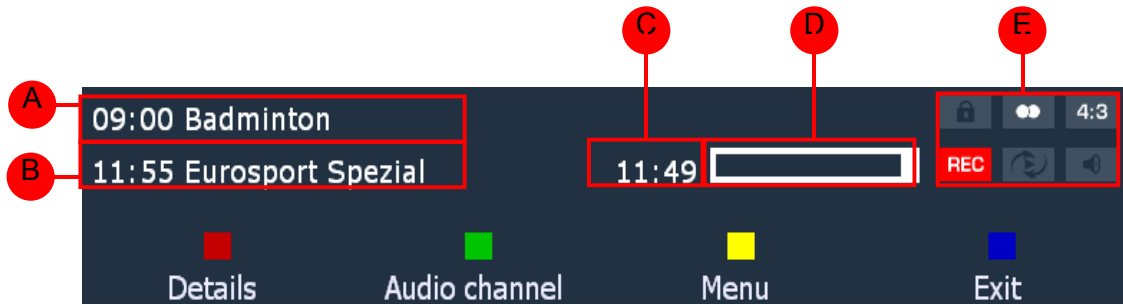 C D E
A
09:00 Badminton
4:3
B
11:55 Eurosport Spezial 11:49
REC
Details Audio channel Menu Exit